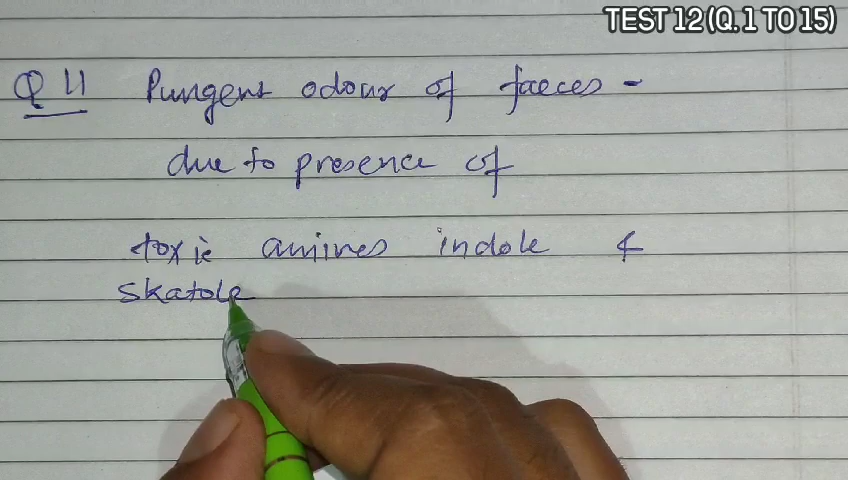 TEST 12 (Q. 1 TO 15)
Q 11 Pungent odour of faeces -
due to presence of
toxic amines indole &
skatole